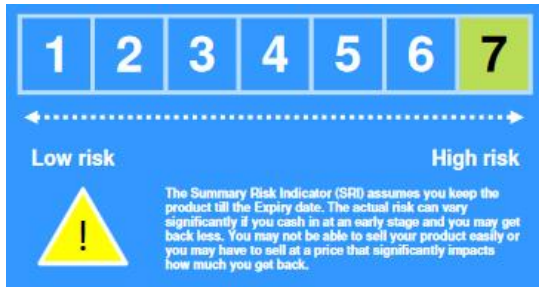 1 2 3 4 5 6 7
Low risk High risk
!
The Summary Risk Indicator (SRI) assumes you keep the
product till the Expiry date. The actual risk can vary
significantly if you cash in at an early stage and you may get
back less. You may not be able to sell your product easily or
you may have to sell at a price that significantly impacts
how much you get back.